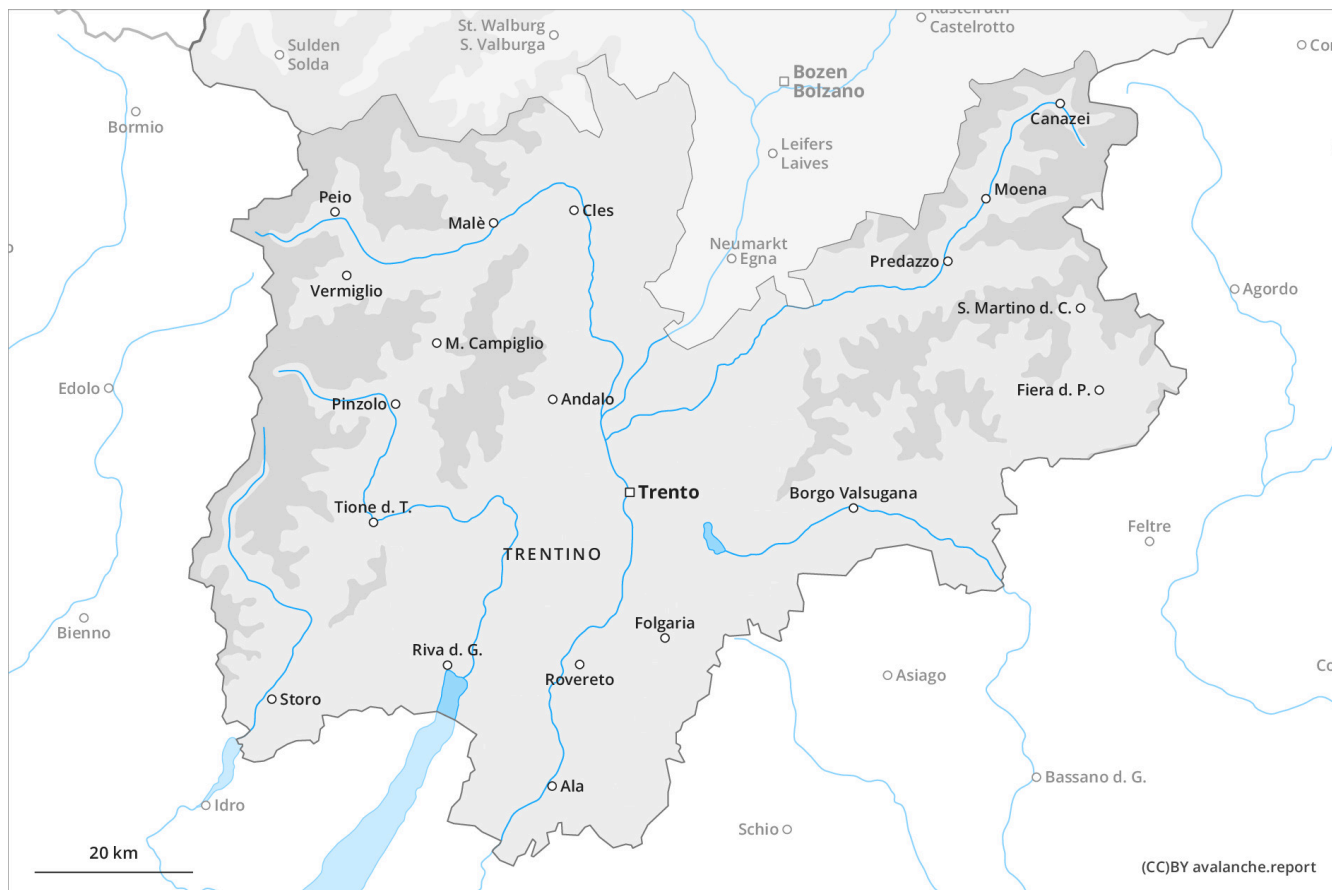 Castelrotto
St. Walburg
S. Valburga
Sulden
Solda
Bozen
Bolzano
Bormio
Canazei
Leifers
Laives
Peio
Moena
Malè
Cles
Neumarkt
Egna
Predazzo
Vermiglio
Agordo
S. Martino d. C.
M. Campiglio
Edolo
Fiera d. P.
Pinzolo
Andalo
Trento
Borgo Valsugana
Tione d. T.
Feltre
TRENTINO
Bienno
Folgaria
Riva d. G.
Rovereto
Asiago
Storo
Bassano d. G.
Ala
Idro
Schio
20 km
(CC)BY avalanche.report